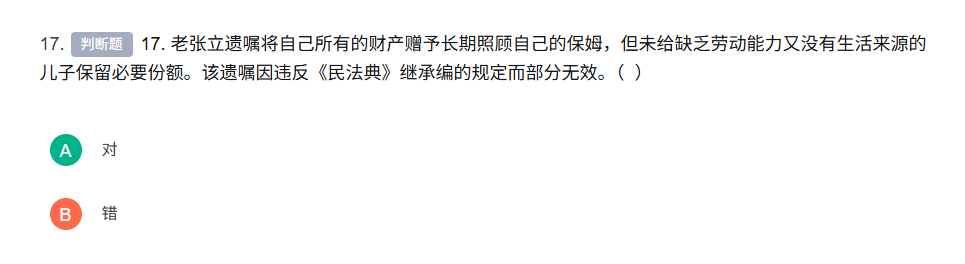 17. 判断题 17. 老张立遗嘱将自己所有的财产赠予长期照顾自己的保姆，但未给缺乏劳动能力又没有生活来源的
儿子保留必要份额。该遗嘱因违反《民法典》继承编的规定而部分无效。（ ）
A 对
B 错